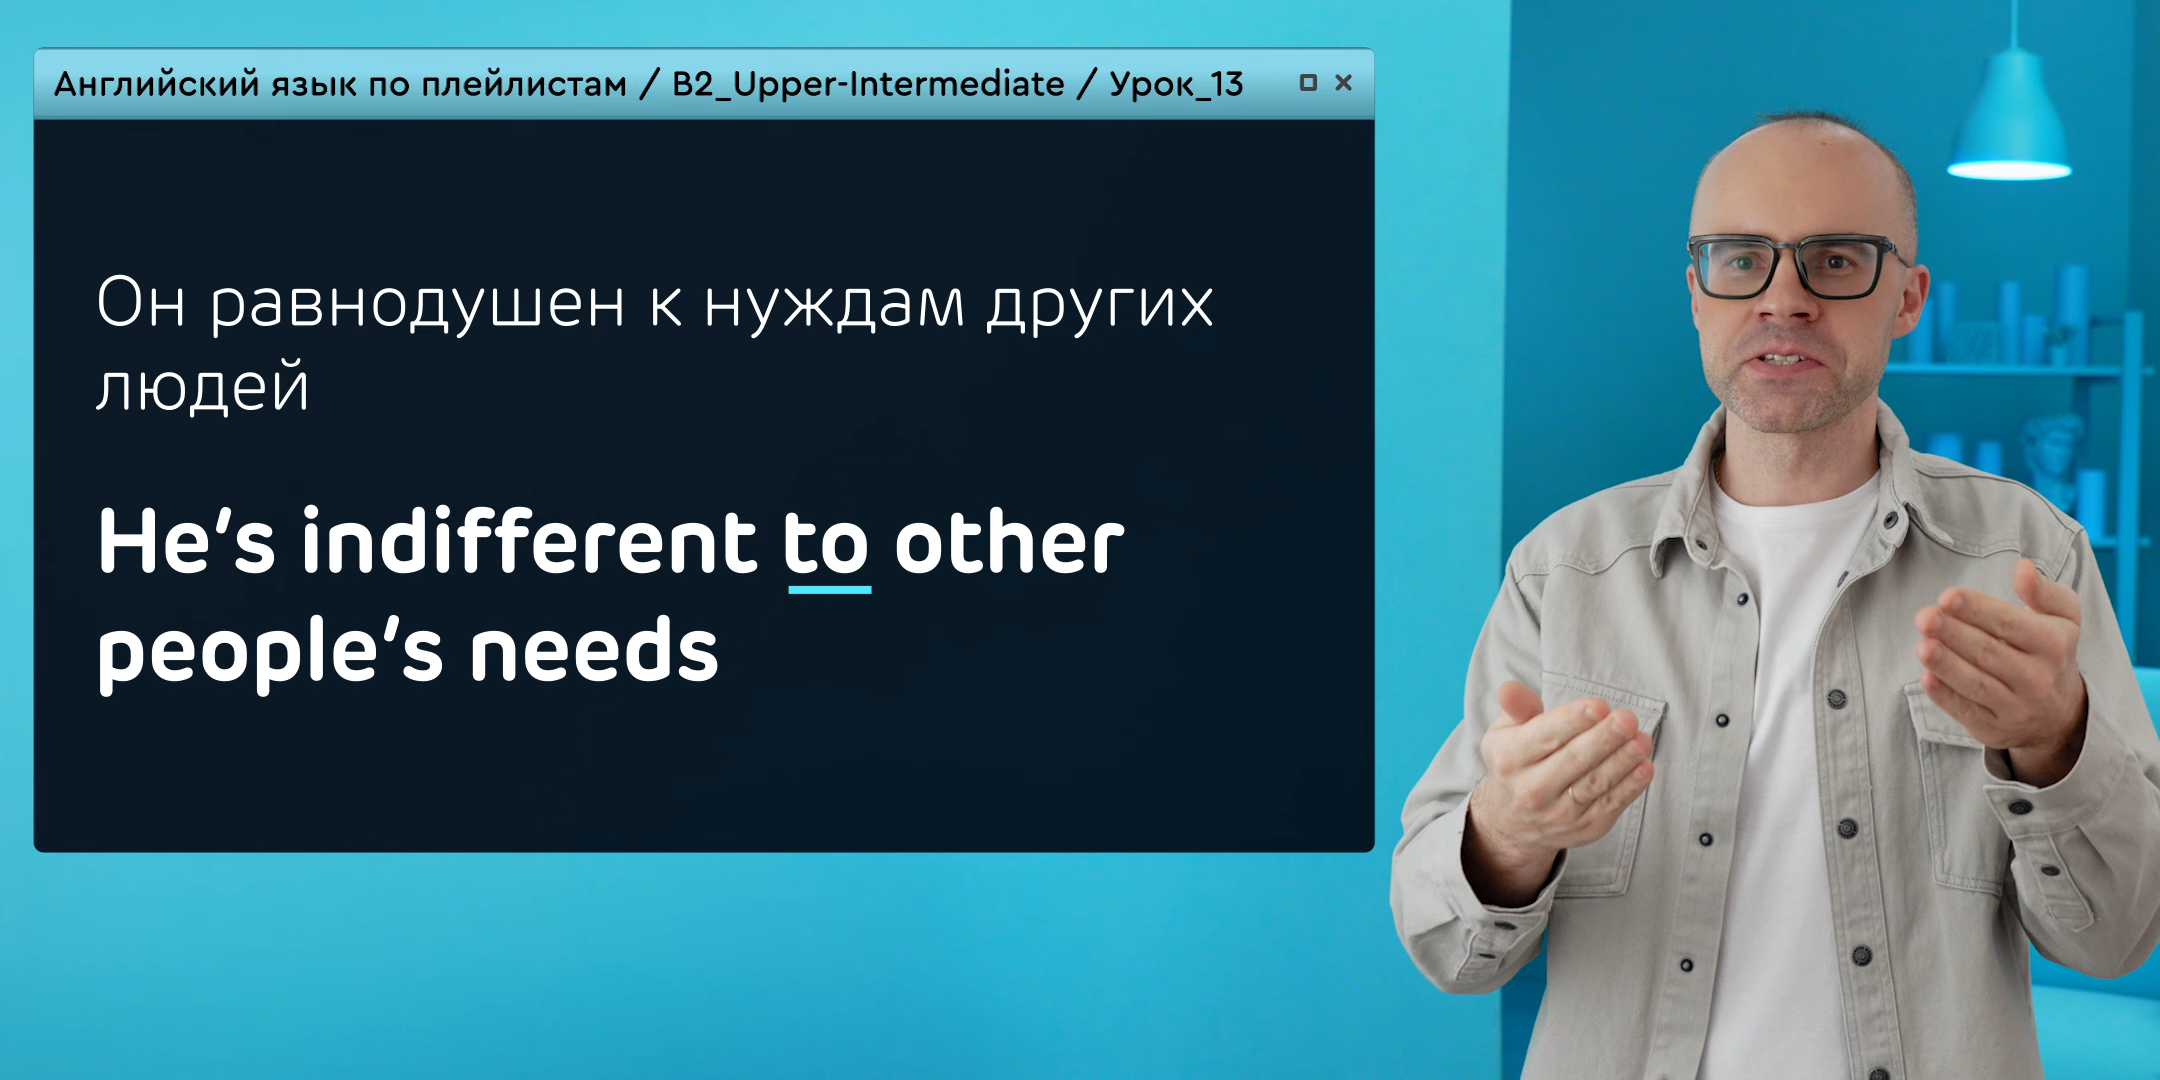 Английский язык по плейлистам / B2_Upper-Intermediate / Урок_13
Он равнодушен к нуждам других
людей
He's indifferent to other
people's needs